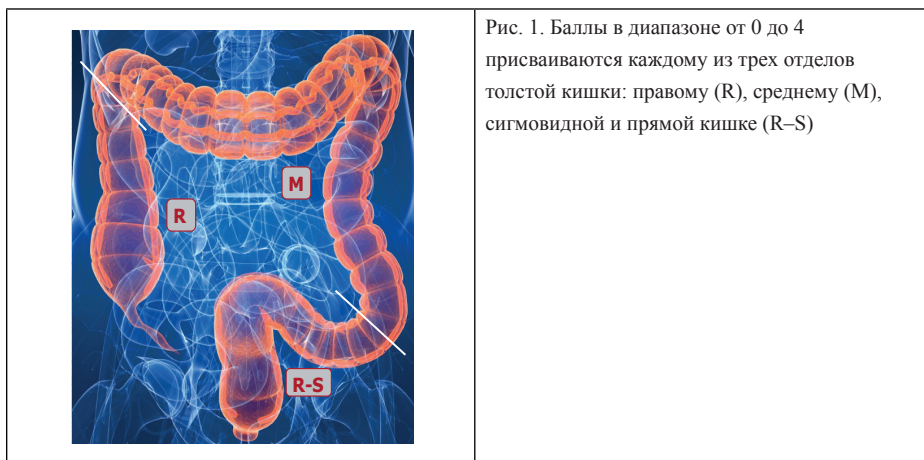 R
M
R-S
Рис. 1. Баллы в диапазоне от 0 до 4
присваиваются каждому из трех отделов
толстой кишки: правому (R), среднему (M),
сигмовидной и прямой кишке (R–S)